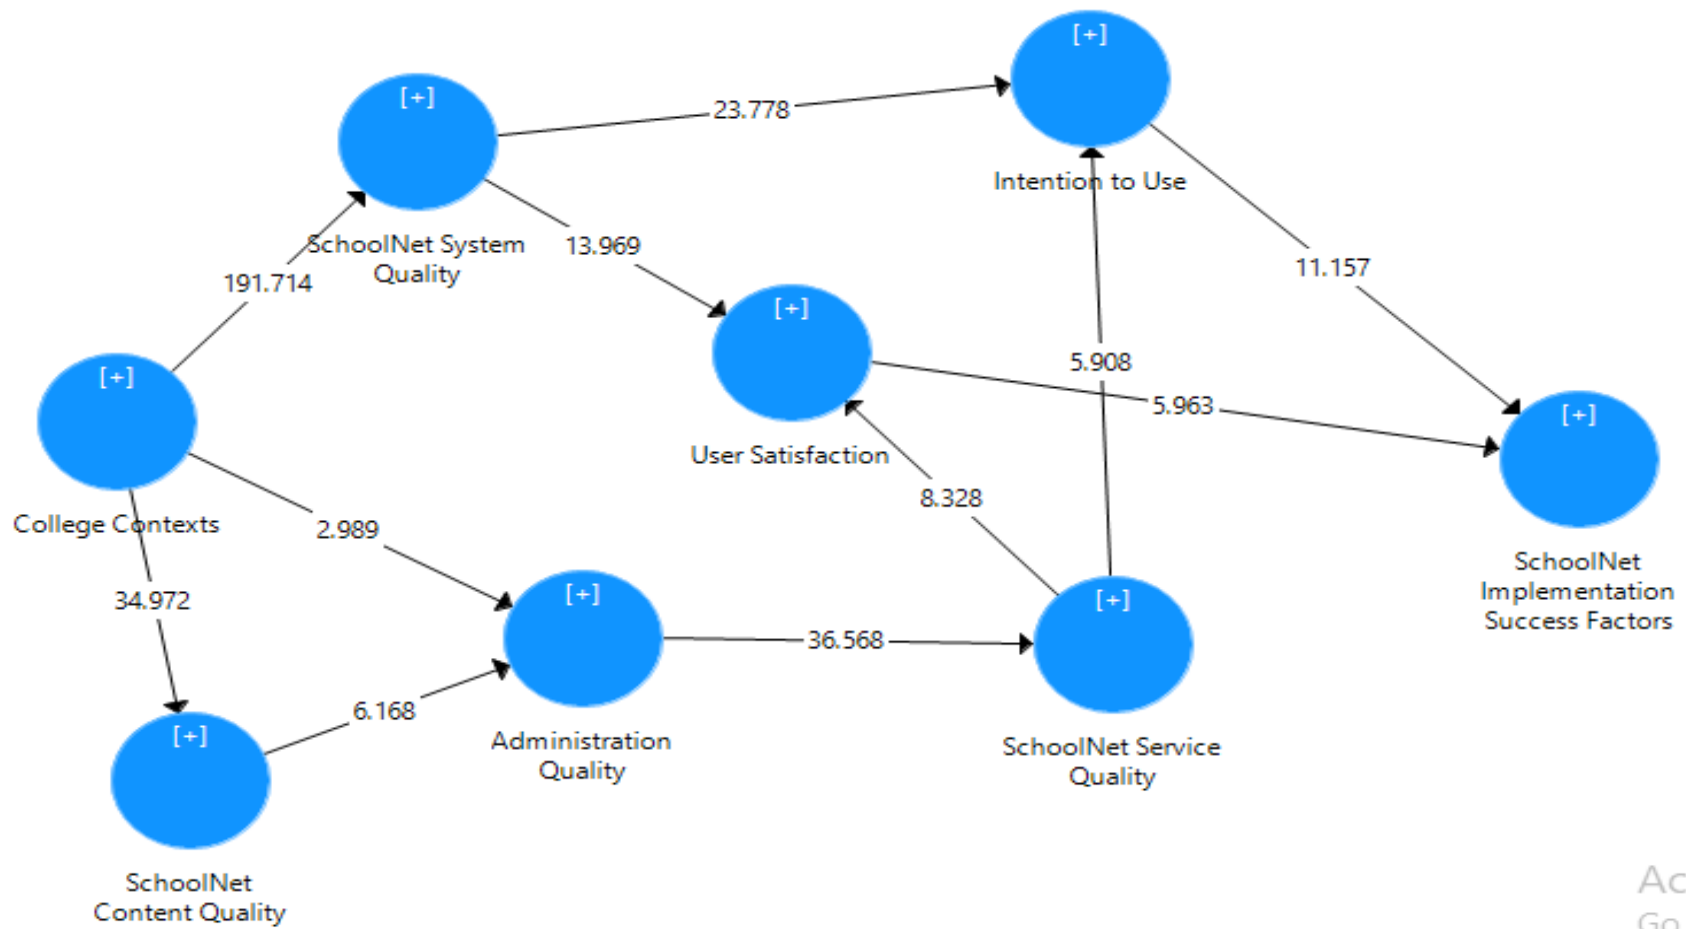 [+]
Intention to Use
[+]
SchoolNet System
Quality
23.778
13.969
191.714
[+]
User Satisfaction
11.157
5.908
5.963
[+]
College Contexts
[+]
SchoolNet
Implementation
Success Factors
2.989
8.328
34.972
[+]
Administration
Quality
36.568
[+]
SchoolNet Service
Quality
6.168
[+]
SchoolNet
Content Quality
Ac
Go